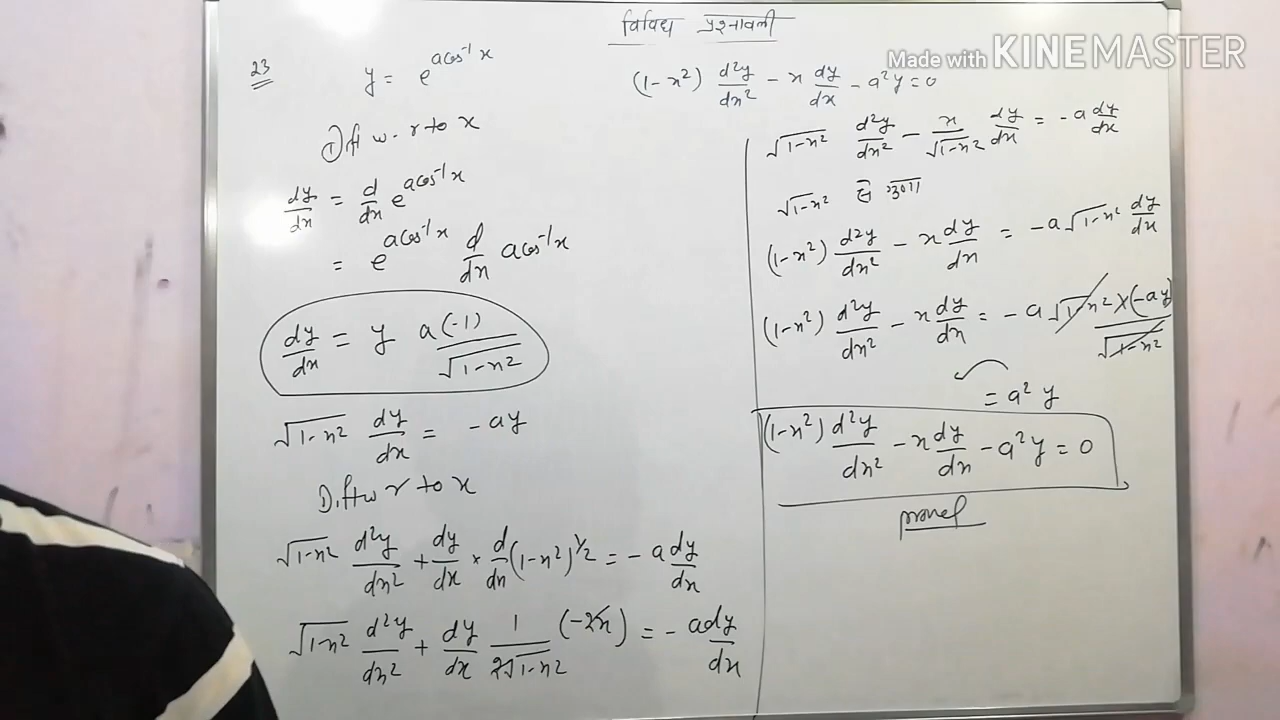 विविध प्रश्नावली
Made with KINEMASTER
23
y = e^{a cos⁻¹x}
(1-x²) d²y/dx² - x dy/dx - a²y = 0
Diff w.r to x
dy/dx = d/dx e^{a cos⁻¹x}
= e^{a cos⁻¹x} d/dx a cos⁻¹x
dy/dx = y a(-1)/√1-x²
√1-x² dy/dx = -ay
Diff w r to x
√1-x² d²y/dx² + dy/dx × d/dx (1-x²)^{1/2} = -a dy/dx
√1-x² d²y/dx² + dy/dx 1/2√1-x² (-2x) = -a dy/dx
√1-x² d²y/dx² - x/√1-x² dy/dx = -a dy/dx
√1-x² से
(1-x²) d²y/dx² - x dy/dx = -a√1-x² dy/dx
(1-x²) d²y/dx² - x dy/dx = -a√1-x² × (-ay)/√1-x²
= a² y
(1-x²) d²y/dx² - x dy/dx - a²y = 0
proved